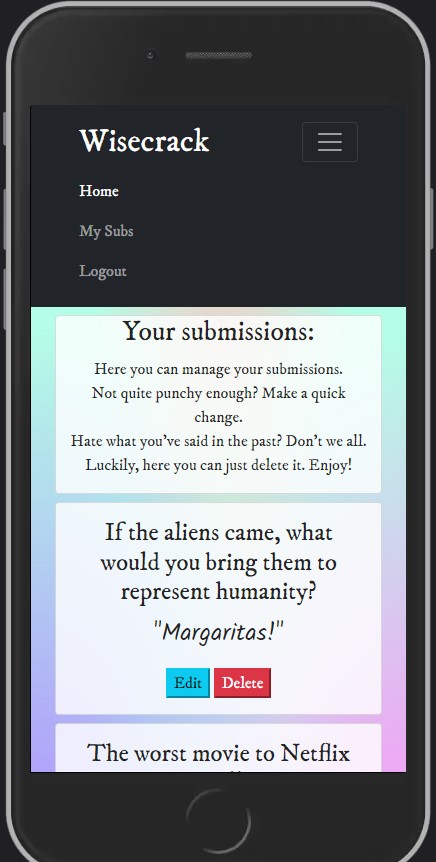 Wisecrack
Home
My Subs
Logout
Your submissions:
Here you can manage your submissions.
Not quite punchy enough? Make a quick
change.
Hate what you've said in the past? Don't we all.
Luckily, here you can just delete it. Enjoy!
If the aliens came, what
would you bring them to
represent humanity?
"Margaritas!"
Edit Delete
The worst movie to Netflix